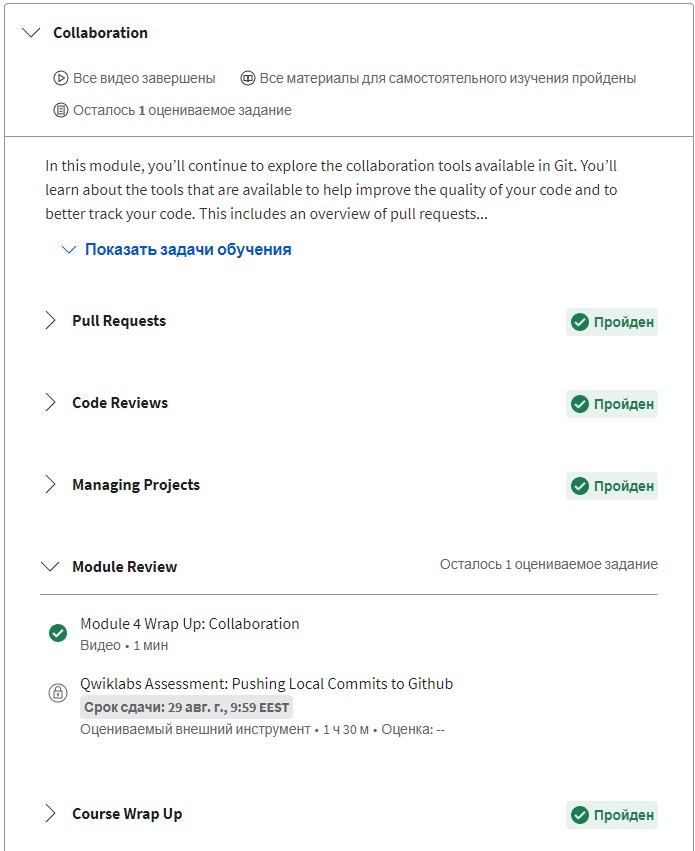 Collaboration
Все видео завершены Все материалы для самостоятельного изучения пройдены
Осталось 1 оцениваемое задание
In this module, you’ll continue to explore the collaboration tools available in Git. You’ll
learn about the tools that are available to help improve the quality of your code and to
better track your code. This includes an overview of pull requests...
Показать задачи обучения
Pull Requests Пройден
Code Reviews Пройден
Managing Projects Пройден
Module Review Осталось 1 оцениваемое задание
Module 4 Wrap Up: Collaboration
Видео • 1 мин
Qwiklabs Assessment: Pushing Local Commits to Github
Срок сдачи: 29 авг. г., 9:59 EEST
Оцениваемый внешний инструмент • 1 ч 30 м • Оценка: --
Course Wrap Up Пройден